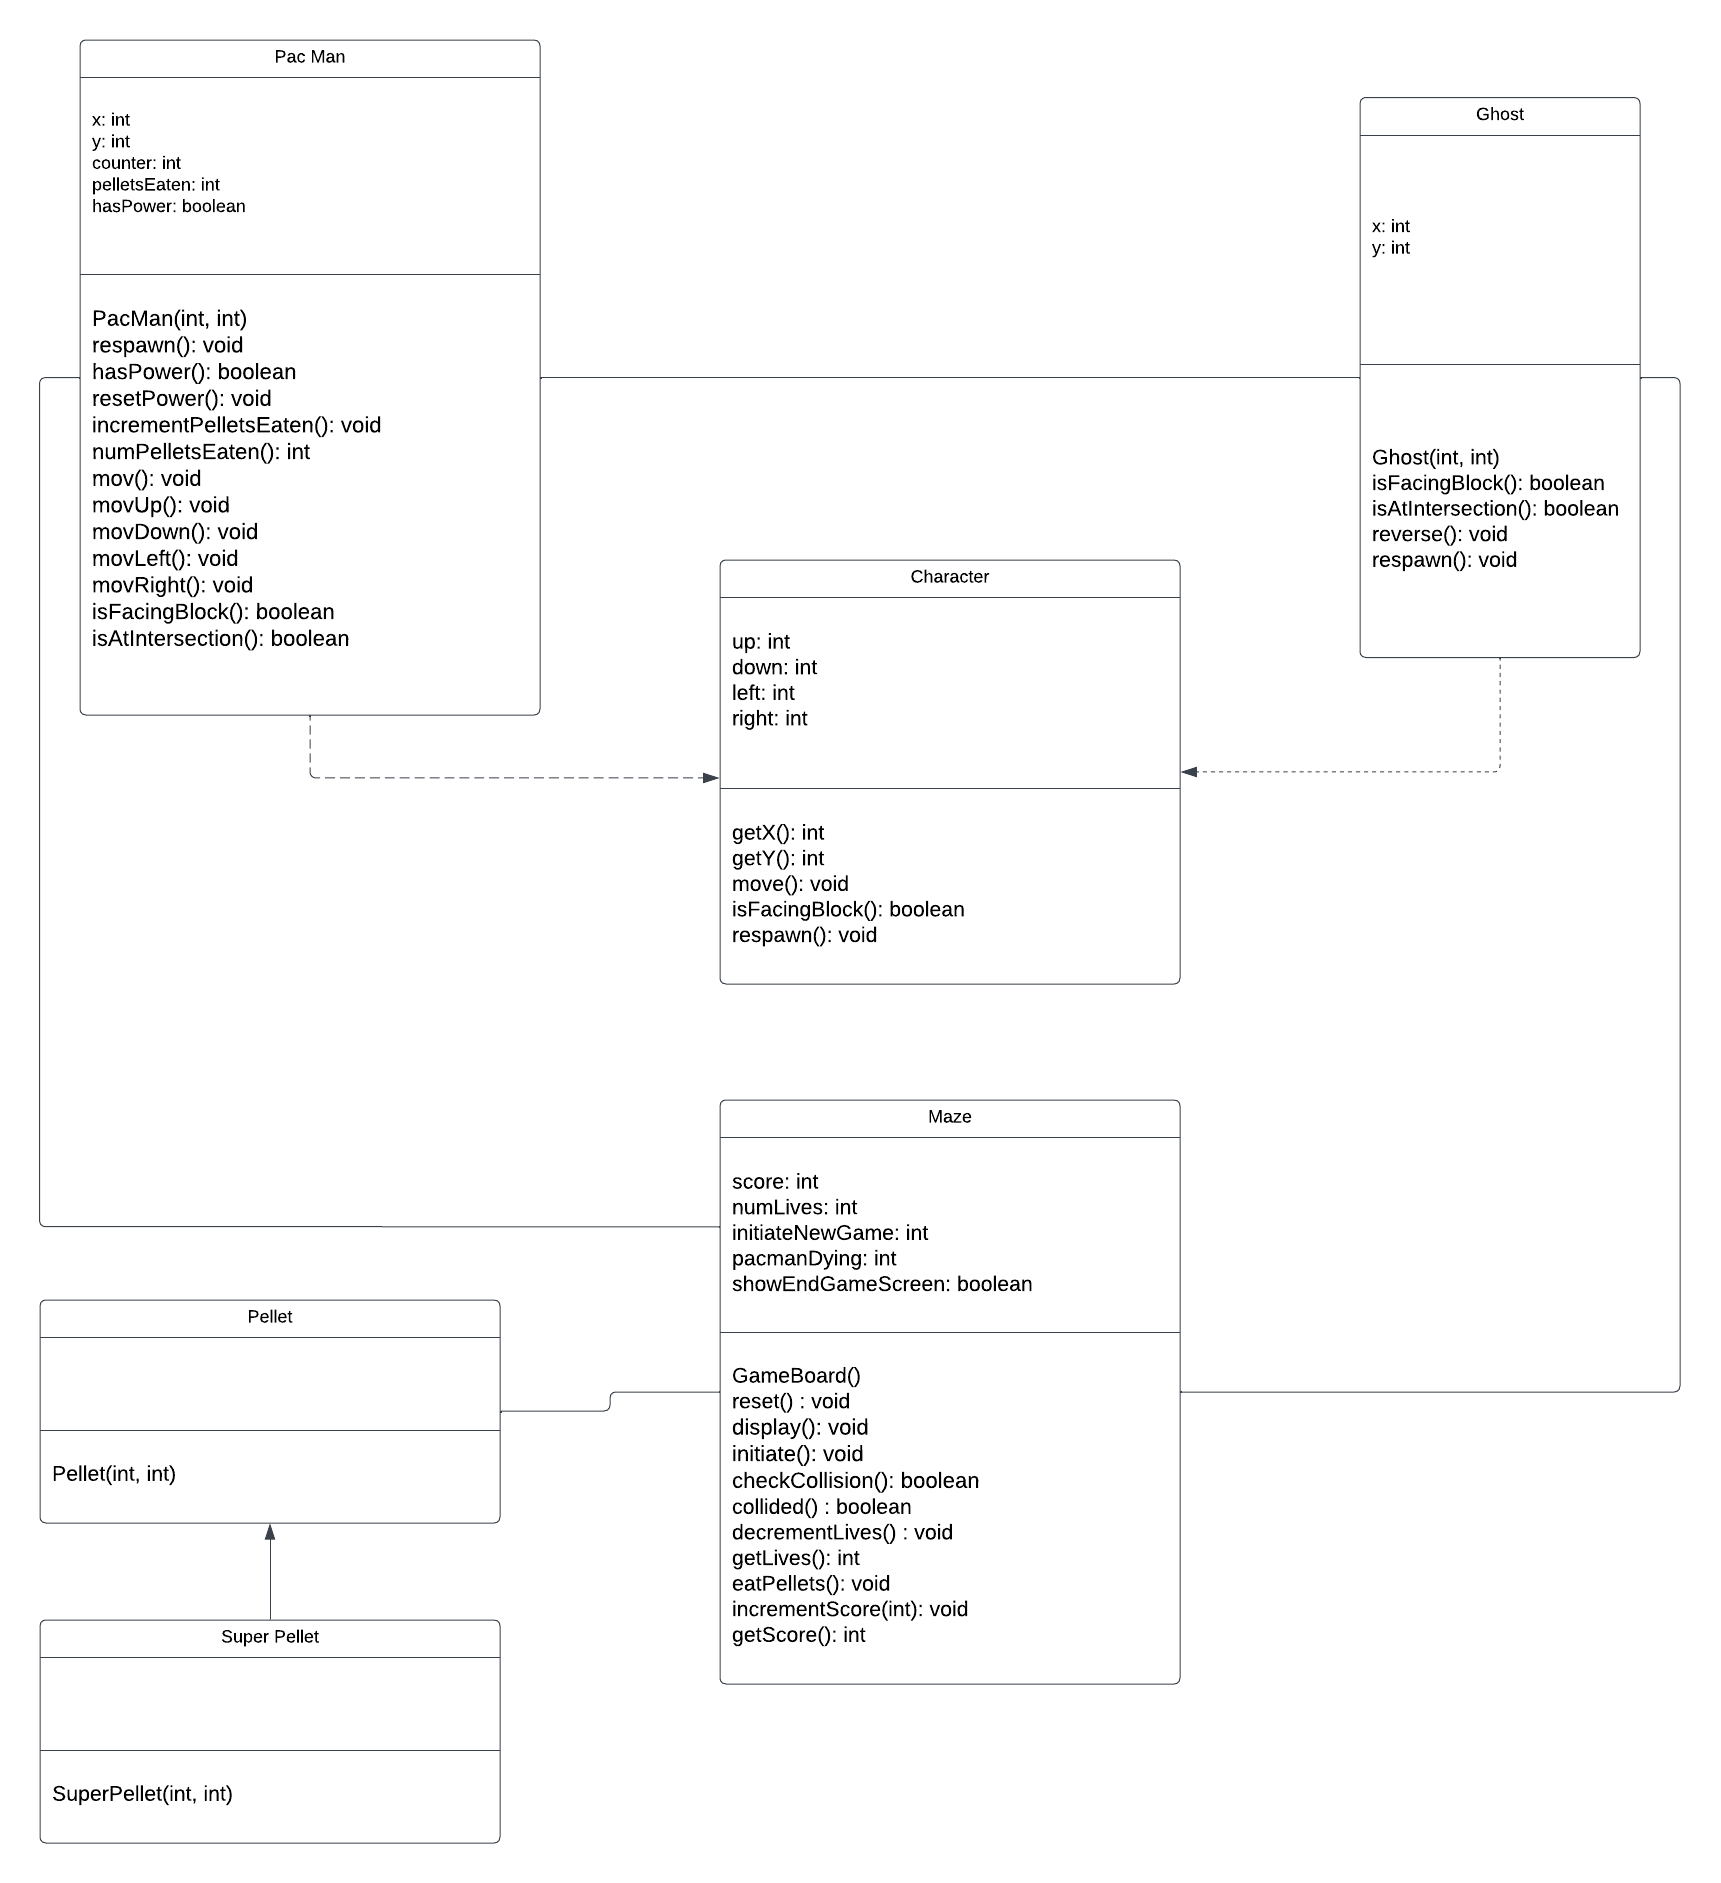 Pac Man
x: int
y: int
counter: int
pelletsEaten: int
hasPower: boolean
PacMan(int, int)
respawn(): void
hasPower(): boolean
resetPower(): void
incrementPelletsEaten(): void
numPelletsEaten(): int
mov(): void
movUp(): void
movDown(): void
movLeft(): void
movRight(): void
isFacingBlock(): boolean
isAtIntersection(): boolean
Ghost
x: int
y: int
Ghost(int, int)
isFacingBlock(): boolean
isAtIntersection(): boolean
reverse(): void
respawn(): void
Character
up: int
down: int
left: int
right: int
getX(): int
getY(): int
move(): void
isFacingBlock(): boolean
respawn(): void
Maze
score: int
numLives: int
initiateNewGame: int
pacmanDying: int
showEndGameScreen: boolean
GameBoard()
reset() : void
display(): void
initiate(): void
checkCollision(): boolean
collided() : boolean
decrementLives() : void
getLives(): int
eatPellets(): void
incrementScore(int): void
getScore(): int
Pellet
Pellet(int, int)
Super Pellet
SuperPellet(int, int)